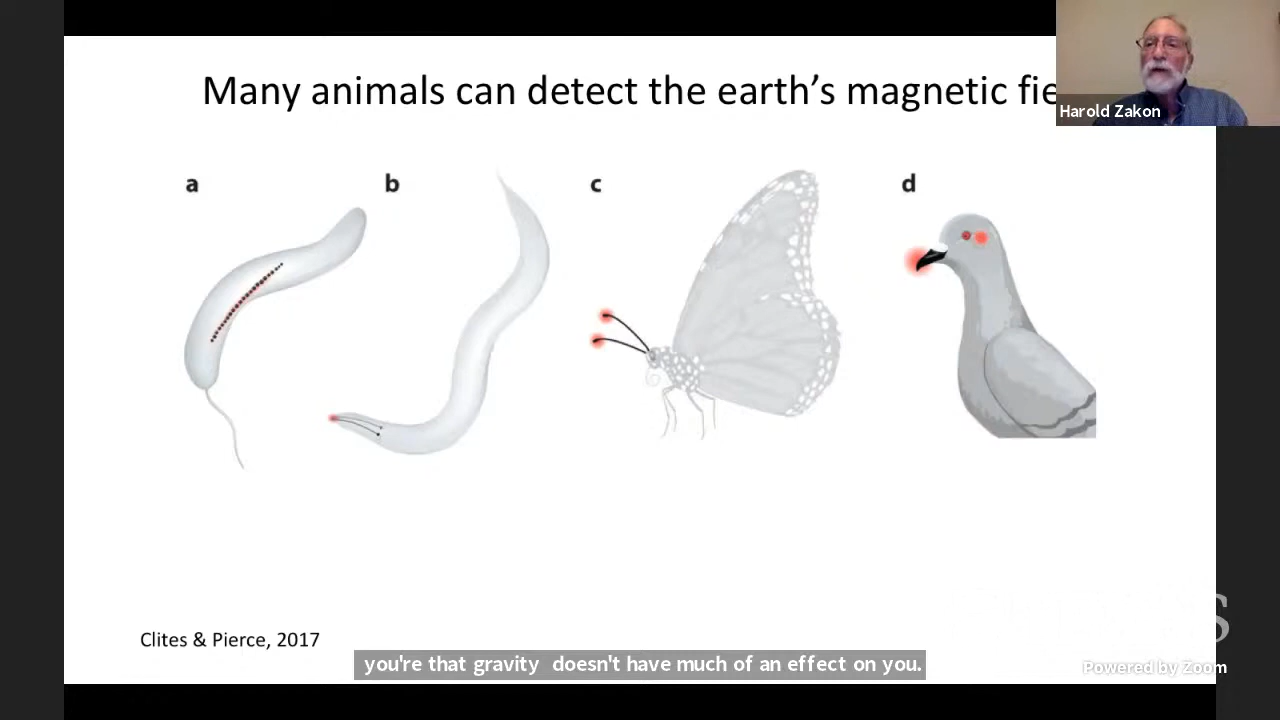 Many animals can detect the earth's magnetic fie
Harold Zakon
a b c d
Clites & Pierce, 2017
you're that gravity doesn't have much of an effect on you.
S
Powered by Zoom